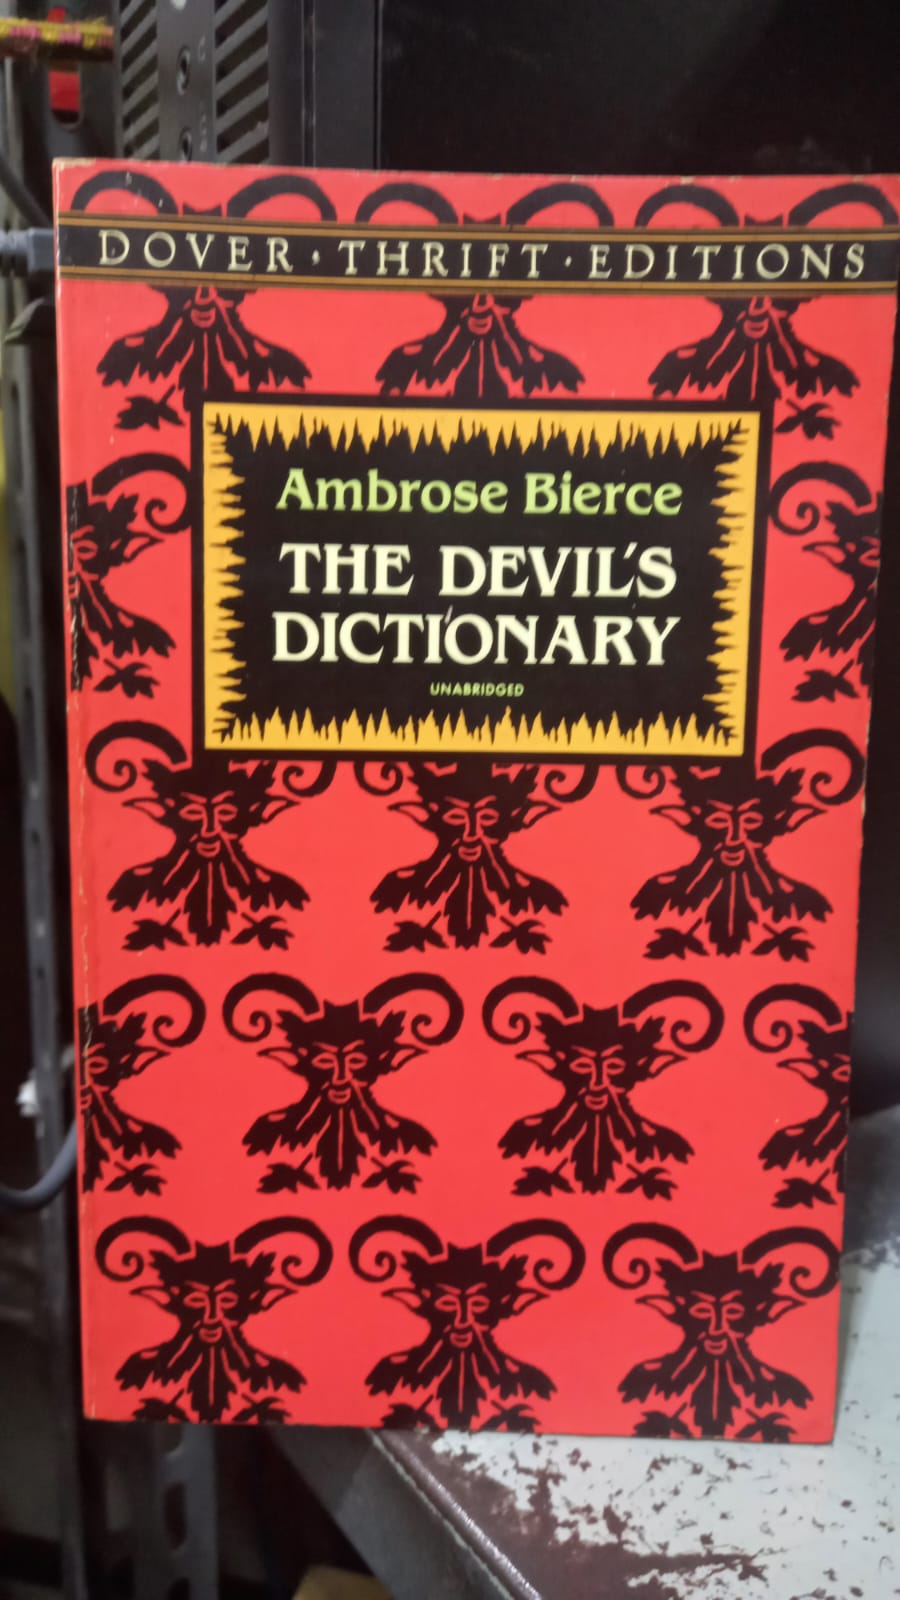 DOVER · THRIFT · EDITIONS
Ambrose Bierce
THE DEVIL'S
DICTIONARY
UNABRIDGED